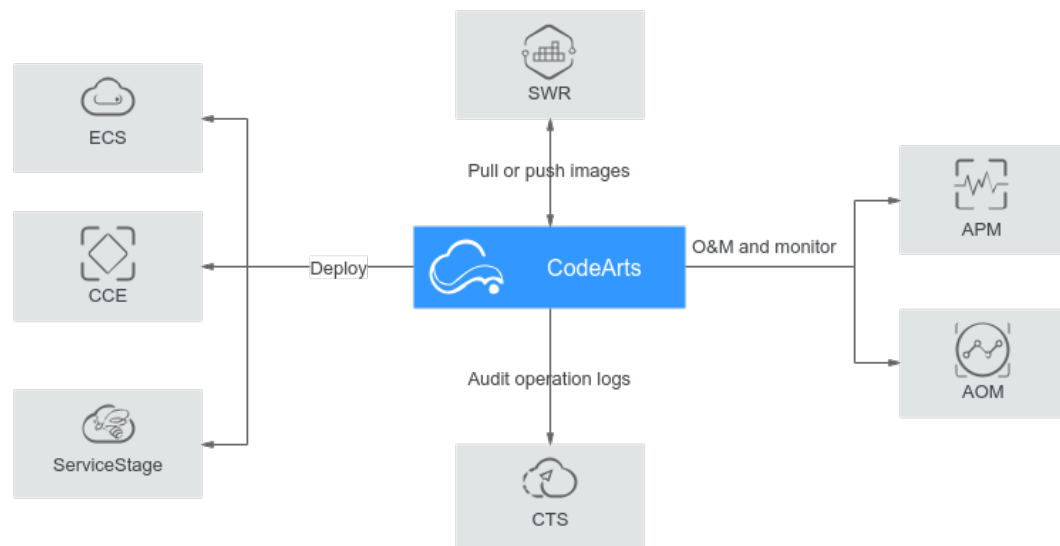 SWR
ECS
Pull or push images
APM
O&M and monitor
CodeArts
Deploy
CCE
Audit operation logs
AOM
ServiceStage
CTS